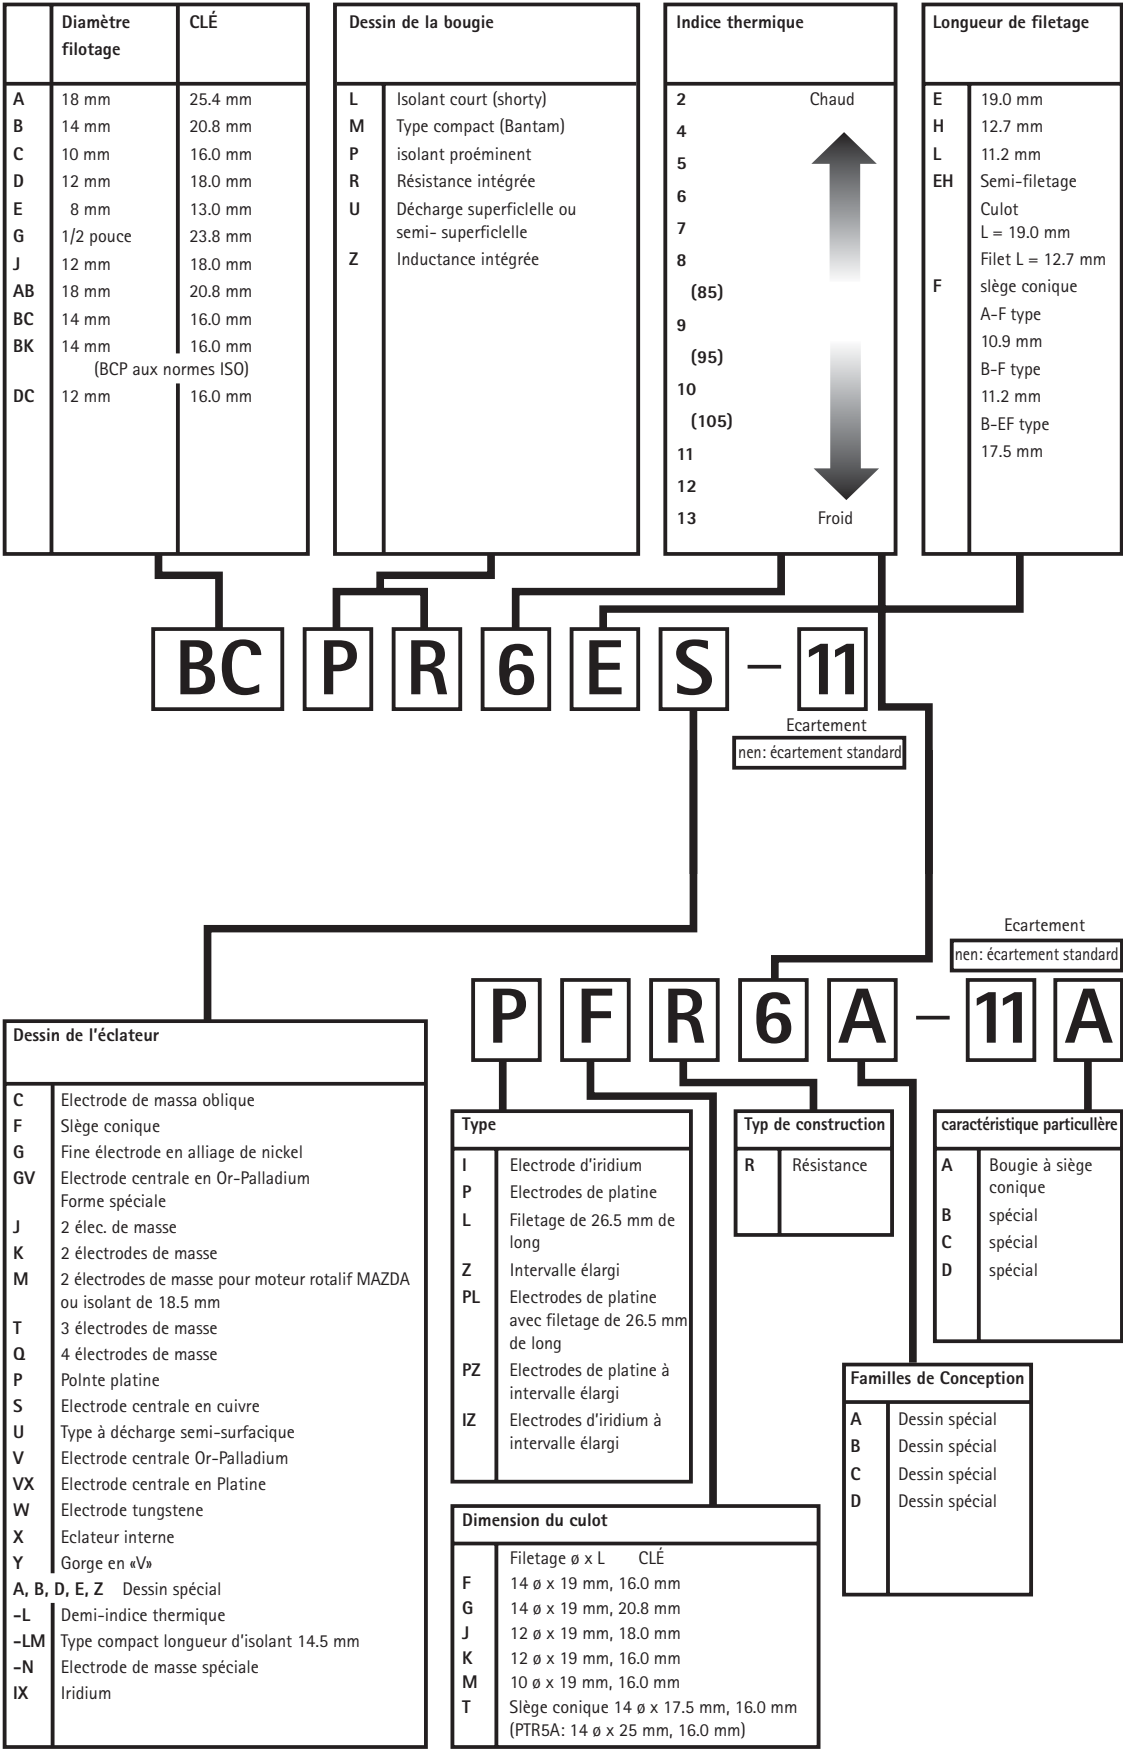 Diamètre filotage CLÉ
A 18 mm 25.4 mm
B 14 mm 20.8 mm
C 10 mm 16.0 mm
D 12 mm 18.0 mm
E 8 mm 13.0 mm
G 1/2 pouce 23.8 mm
J 12 mm 18.0 mm
AB 18 mm 20.8 mm
BC 14 mm 16.0 mm
BK 14 mm 16.0 mm
(BCP aux normes ISO)
DC 12 mm 16.0 mm
Dessin de la bougie
L Isolant court (shorty)
M Type compact (Bantam)
P isolant proéminent
R Résistance intégrée
U Décharge superficlelle ou
semi- superficlelle
Z Inductance intégrée
Indice thermique
2 Chaud
4
5
6
7
8
(85)
9
(95)
10
(105)
11
12
13 Froid
Longueur de filetage
E 19.0 mm
H 12.7 mm
L 11.2 mm
EH Semi-filetage
Culot
L = 19.0 mm
Filet L = 12.7 mm
F slège conique
A-F type
10.9 mm
B-F type
11.2 mm
B-EF type
17.5 mm
BC P R 6 E S – 11
Ecartement
nen: écartement standard
Ecartement
nen: écartement standard
P F R 6 A – 11 A
Dessin de l'éclateur
C Electrode de massa oblique
F Slège conique
G Fine électrode en alliage de nickel
GV Electrode centrale en Or-Palladium
Forme spéciale
J 2 élec. de masse
K 2 électrodes de masse
M 2 électrodes de masse pour moteur rotalif MAZDA
ou isolant de 18.5 mm
T 3 électrodes de masse
Q 4 électrodes de masse
P Polnte platine
S Electrode centrale en cuivre
U Type à décharge semi-surfacique
V Electrode centrale Or-Palladium
VX Electrode centrale en Platine
W Electrode tungstene
X Eclateur interne
Y Gorge en «V»
A, B, D, E, Z Dessin spécial
-L Demi-indice thermique
-LM Type compact longueur d'isolant 14.5 mm
-N Electrode de masse spéciale
IX Iridium
Type
I Electrode d'iridium
P Electrodes de platine
L Filetage de 26.5 mm de
long
Z Intervalle élargi
PL Electrodes de platine
avec filetage de 26.5 mm
de long
PZ Electrodes de platine à
intervalle élargi
IZ Electrodes d'iridium à
intervalle élargi
Typ de construction
R Résistance
caractéristique particullère
A Bougie à siège
conique
B spécial
C spécial
D spécial
Familles de Conception
A Dessin spécial
B Dessin spécial
C Dessin spécial
D Dessin spécial
Dimension du culot
Filetage ø x L CLÉ
F 14 ø x 19 mm, 16.0 mm
G 14 ø x 19 mm, 20.8 mm
J 12 ø x 19 mm, 18.0 mm
K 12 ø x 19 mm, 16.0 mm
M 10 ø x 19 mm, 16.0 mm
T Slège conique 14 ø x 17.5 mm, 16.0 mm
(PTR5A: 14 ø x 25 mm, 16.0 mm)